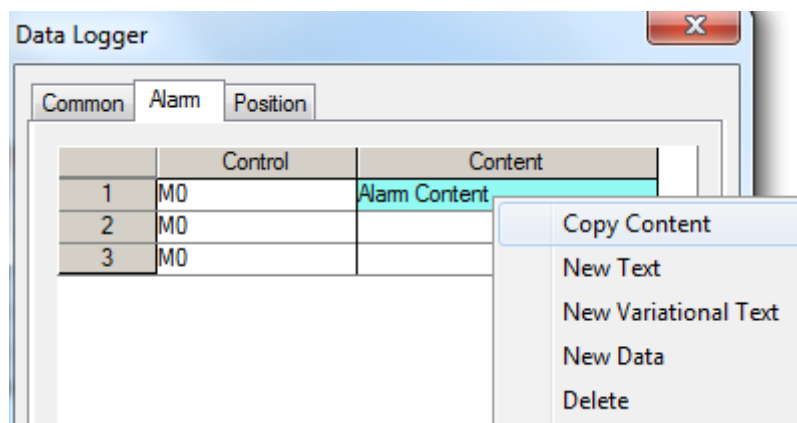 Data Logger
Common Alarm Position
Control Content
1 M0 Alarm Content
2 M0
3 M0
Copy Content
New Text
New Variational Text
New Data
Delete